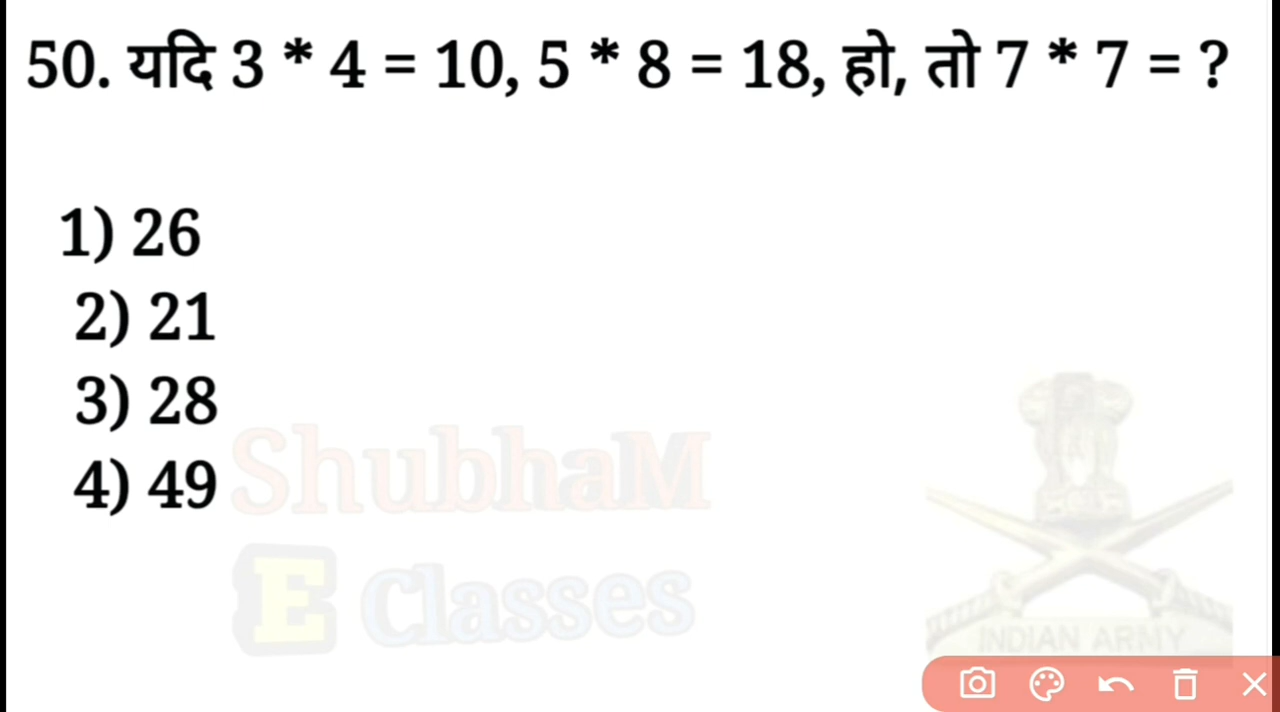 50. यदि 3 * 4 = 10, 5 * 8 = 18, हो, तो 7 * 7 = ?
1) 26
2) 21
3) 28
4) 49
ShubhaM
E Classes
INDIAN ARMY